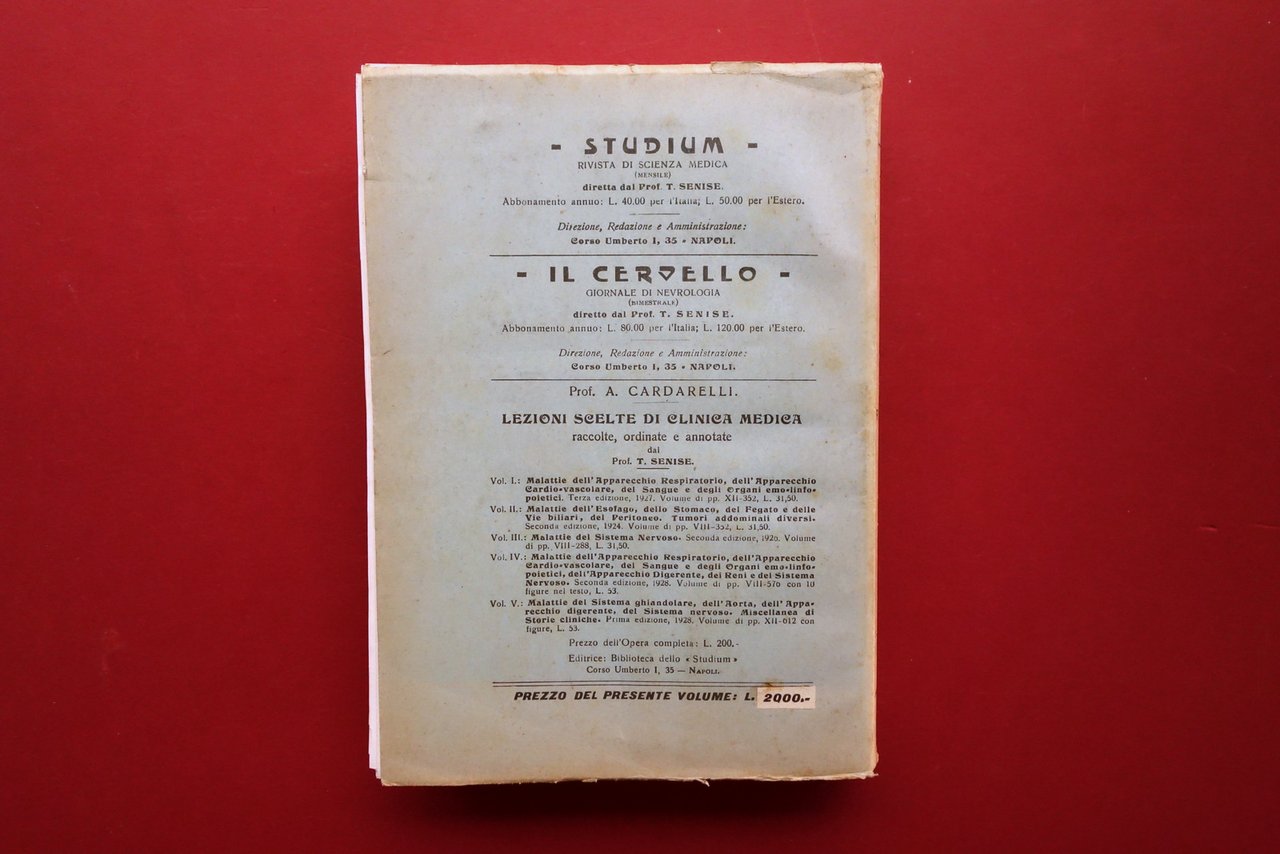 - STUDIUM -
RIVISTA DI SCIENZA MEDICA
(MENSILE)
diretta dal Prof. T. SENISE.
Abbonamento annuo: L. 40.00 per l'Italia; L. 50.00 per l'Estero.
Direzione, Redazione e Amministrazione:
Corso Umberto I, 35 - NAPOLI.
- IL CERVELLO -
GIORNALE DI NEVROLOGIA
(BIMESTRALE)
diretto dal Prof. T. SENISE.
Abbonamento annuo: L. 80.00 per l'Italia; L. 120.00 per l'Estero.
Direzione, Redazione e Amministrazione:
Corso Umberto I, 35 - NAPOLI.
Prof. A. CARDARELLI.
LEZIONI SCELTE DI CLINICA MEDICA
raccolte, ordinate e annotate
dal
Prof. T. SENISE.
Vol. I.: Malattie dell'Apparecchio Respiratorio, dell'Apparecchio
Cardio-vascolare, del Sangue e degli Organi emo-linfo-
poietici. Terza edizione, 1927. Volume di pp. XII-352, L. 31,50.
Vol. II.: Malattie dell'Esofago, dello Stomaco, del Fegato e delle
Vie biliari, del Peritoneo. Tumori addominali diversi.
Seconda edizione, 1924. Volume di pp. VIII-352, L. 31,50.
Vol. III.: Malattie del Sistema Nervoso. Seconda edizione, 1926. Volume
di pp. VIII-288, L. 31,50.
Vol. IV.: Malattie dell'Apparecchio Respiratorio, dell'Apparecchio
Cardio-vascolare, del Sangue e degli Organi emo-linfo-
poietici, dell'Apparecchio Digerente, dei Reni e del Sistema
Nervoso. Seconda edizione, 1928. Volume di pp. VIII-576 con 10
figure nel testo, L. 53.
Vol. V.: Malattie del Sistema ghiandolare, dell'Aorta, dell'Appa-
recchio digerente, del Sistema nervoso. Miscellanea di
Storie cliniche. Prima edizione, 1928. Volume di pp. XII-612 con
figure, L. 53.
Prezzo dell'Opera completa: L. 200.-
Editrice: Biblioteca dello « Studium »
Corso Umberto I, 35 — NAPOLI.
PREZZO DEL PRESENTE VOLUME: L. 2000.-